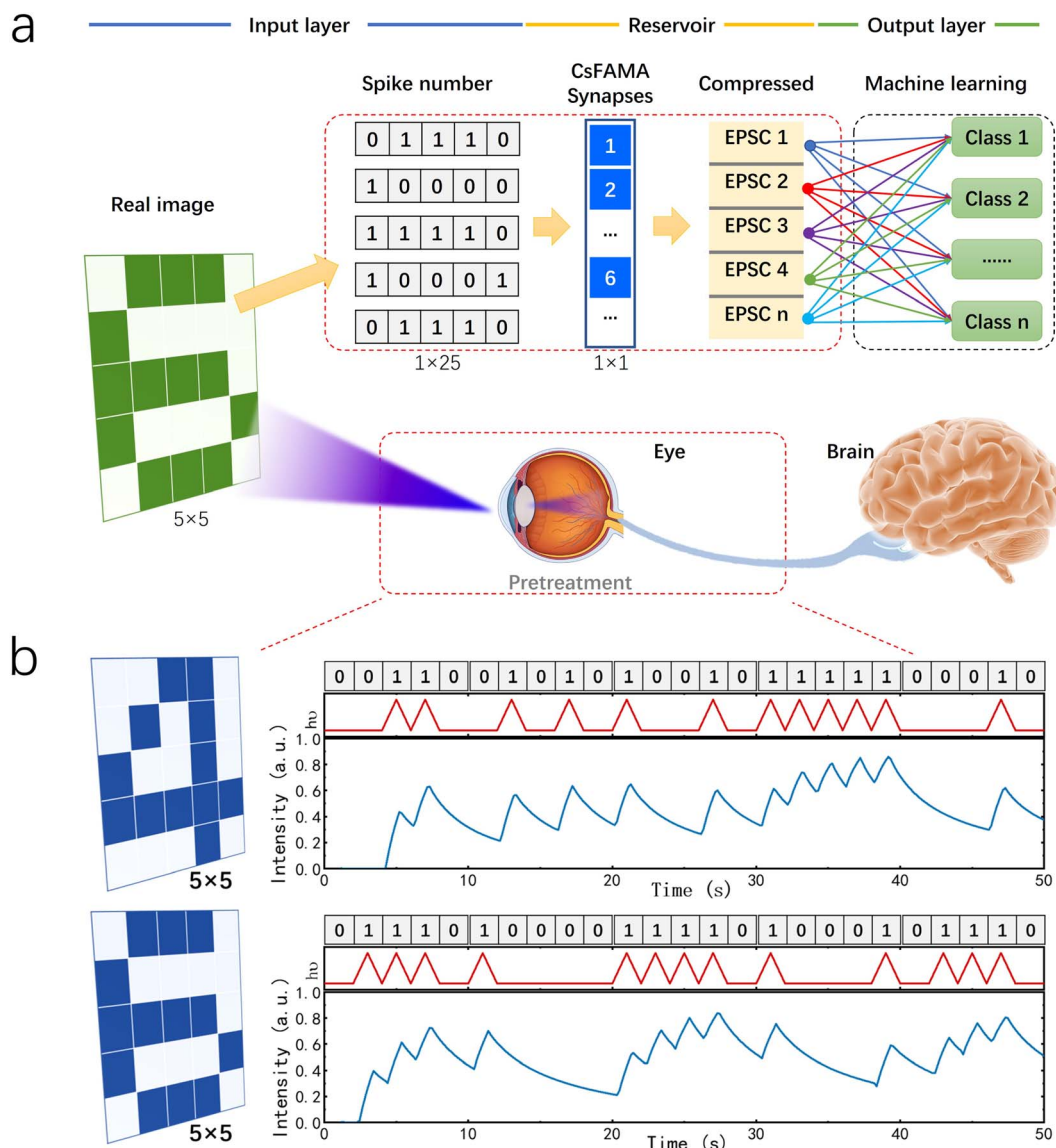 a
Input layer Reservoir Output layer
Spike number CsFAMA Synapses Compressed Machine learning
Real image
0 1 1 1 0
1 0 0 0 0
1 1 1 1 0
1 0 0 0 1
0 1 1 1 0
1×25
1
2
...
6
...
1×1
EPSC 1
EPSC 2
EPSC 3
EPSC 4
EPSC n
Class 1
Class 2
......
Class n
5×5
Eye
Brain
Pretreatment
b
5×5
0 0 1 1 0 0 1 0 1 0 1 0 0 1 0 1 1 1 1 1 0 0 0 1 0
hυ
Intensity (a.u.)
1.0
0.8
0.6
0.4
0.2
0.0
0 10 20 30 40 50
Time (s)
5×5
0 1 1 1 0 1 0 0 0 0 1 1 1 1 0 1 0 0 0 1 0 1 1 1 0
hυ
Intensity (a.u.)
1.0
0.8
0.6
0.4
0.2
0.0
0 10 20 30 40 50
Time (s)